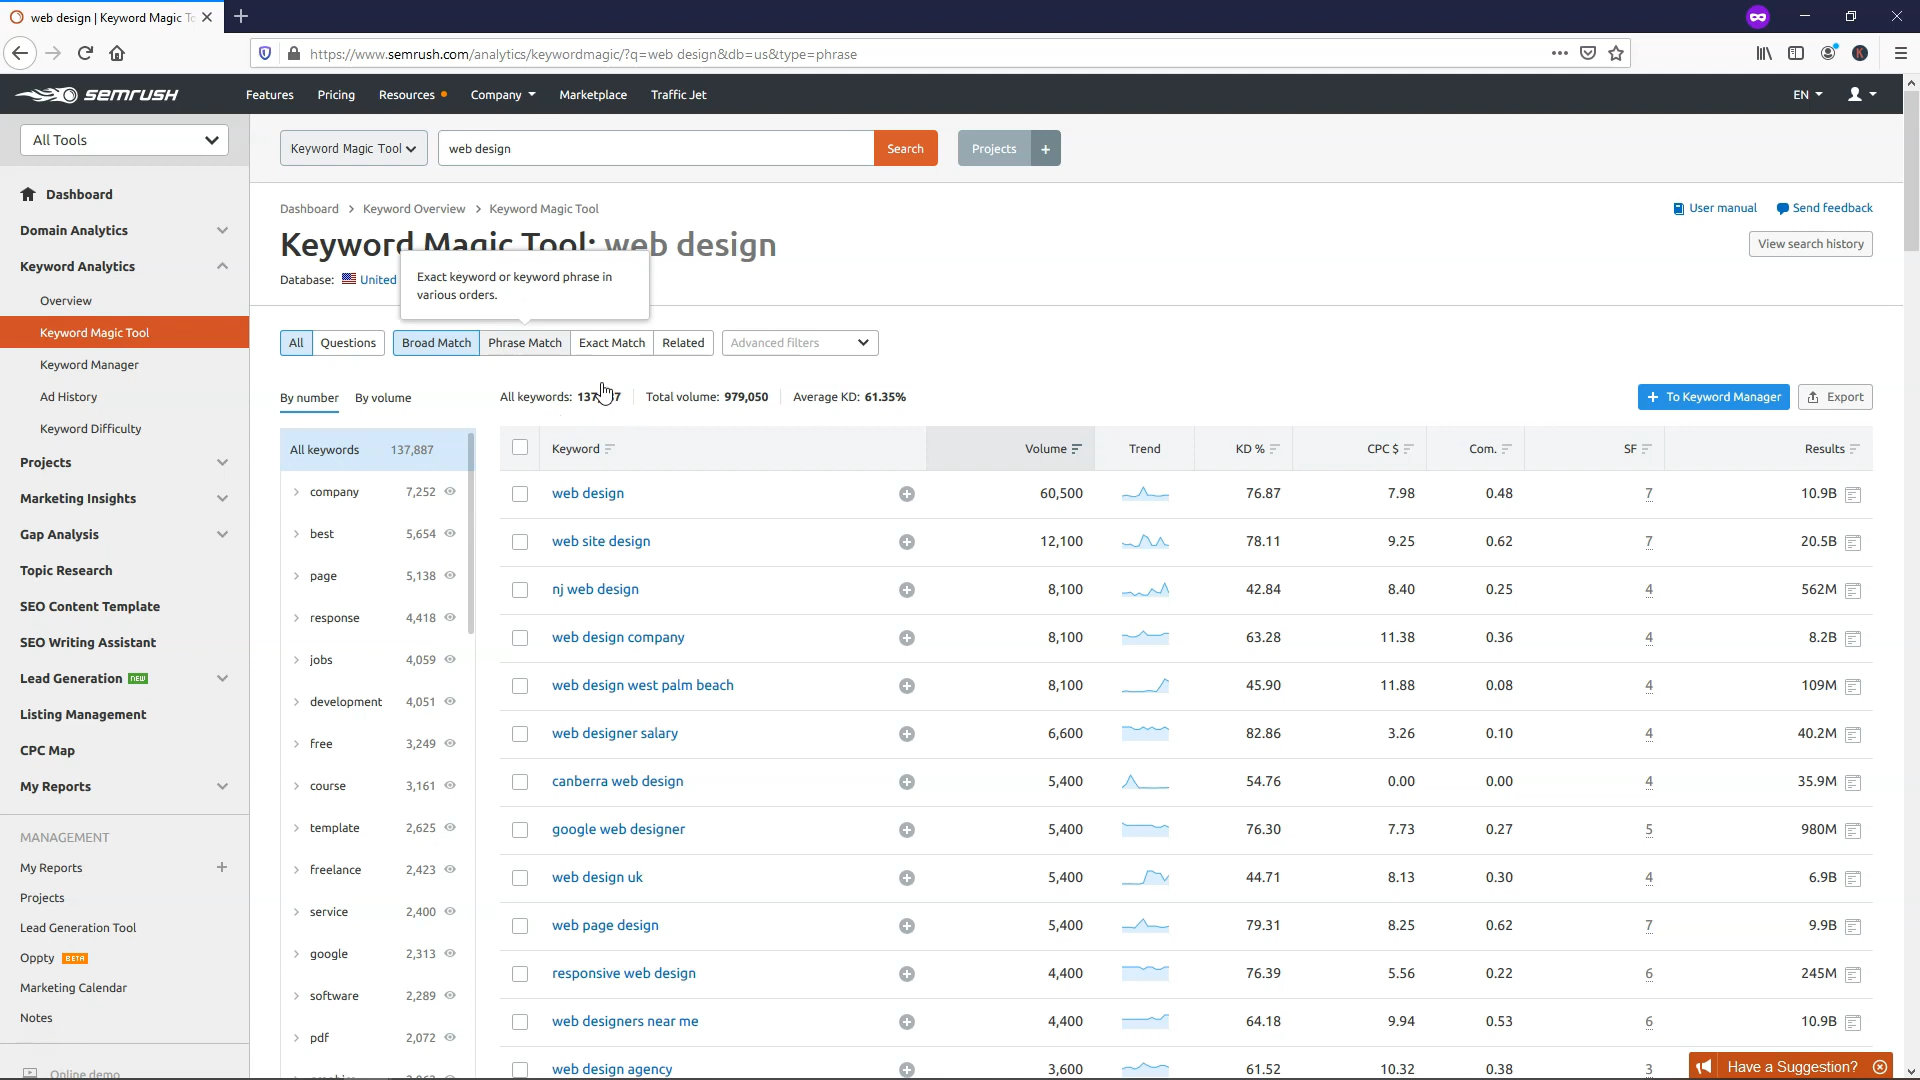 web design | Keyword Magic To
https://www.semrush.com/analytics/keywordmagic/?q=web design&db=us&type=phrase
SEMRUSH
Features
Pricing
Resources
Company
Marketplace
Traffic Jet
EN
All Tools
Keyword Magic Tool
web design
Search
Projects
+
Dashboard
Domain Analytics
Keyword Analytics
Overview
Keyword Magic Tool
Keyword Manager
Ad History
Keyword Difficulty
Projects
Marketing Insights
Gap Analysis
Topic Research
SEO Content Template
SEO Writing Assistant
Lead Generation NEW
Listing Management
CPC Map
My Reports
MANAGEMENT
My Reports +
Projects
Lead Generation Tool
Oppty BETA
Marketing Calendar
Notes
Online demo
Dashboard > Keyword Overview > Keyword Magic Tool
User manual
Send feedback
Keyword Magic Tool: web design
View search history
Database: United
Exact keyword or keyword phrase in
various orders.
All
Questions
Broad Match
Phrase Match
Exact Match
Related
Advanced filters
By number
By volume
All keywords: 137,887
Total volume: 979,050
Average KD: 61.35%
+ To Keyword Manager
Export
All keywords 137,887
company 7,252
best 5,654
page 5,138
response 4,418
jobs 4,059
development 4,051
free 3,249
course 3,161
template 2,625
freelance 2,423
service 2,400
google 2,313
software 2,289
pdf 2,072
Keyword Volume Trend KD % CPC $ Com. SF Results
web design 60,500 76.87 7.98 0.48 7 10.9B
web site design 12,100 78.11 9.25 0.62 7 20.5B
nj web design 8,100 42.84 8.40 0.25 4 562M
web design company 8,100 63.28 11.38 0.36 4 8.2B
web design west palm beach 8,100 45.90 11.88 0.08 4 109M
web designer salary 6,600 82.86 3.26 0.10 4 40.2M
canberra web design 5,400 54.76 0.00 0.00 4 35.9M
google web designer 5,400 76.30 7.73 0.27 5 980M
web design uk 5,400 44.71 8.13 0.30 4 6.9B
web page design 5,400 79.31 8.25 0.62 7 9.9B
responsive web design 4,400 76.39 5.56 0.22 6 245M
web designers near me 4,400 64.18 9.94 0.53 6 10.9B
web design agency 3,600 61.52 10.32 0.38 3
Have a Suggestion?